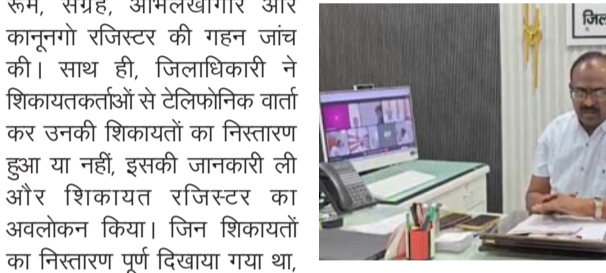 रूम, संग्रह, अभिलेखागार और
कानूनगो रजिस्टर की गहन जांच
की। साथ ही, जिलाधिकारी ने
शिकायतकर्ताओं से टेलिफोनिक वार्ता
कर उनकी शिकायतों का निस्तारण
हुआ या नहीं, इसकी जानकारी ली
और शिकायत रजिस्टर का
अवलोकन किया। जिन शिकायतों
का निस्तारण पूर्ण दिखाया गया था,